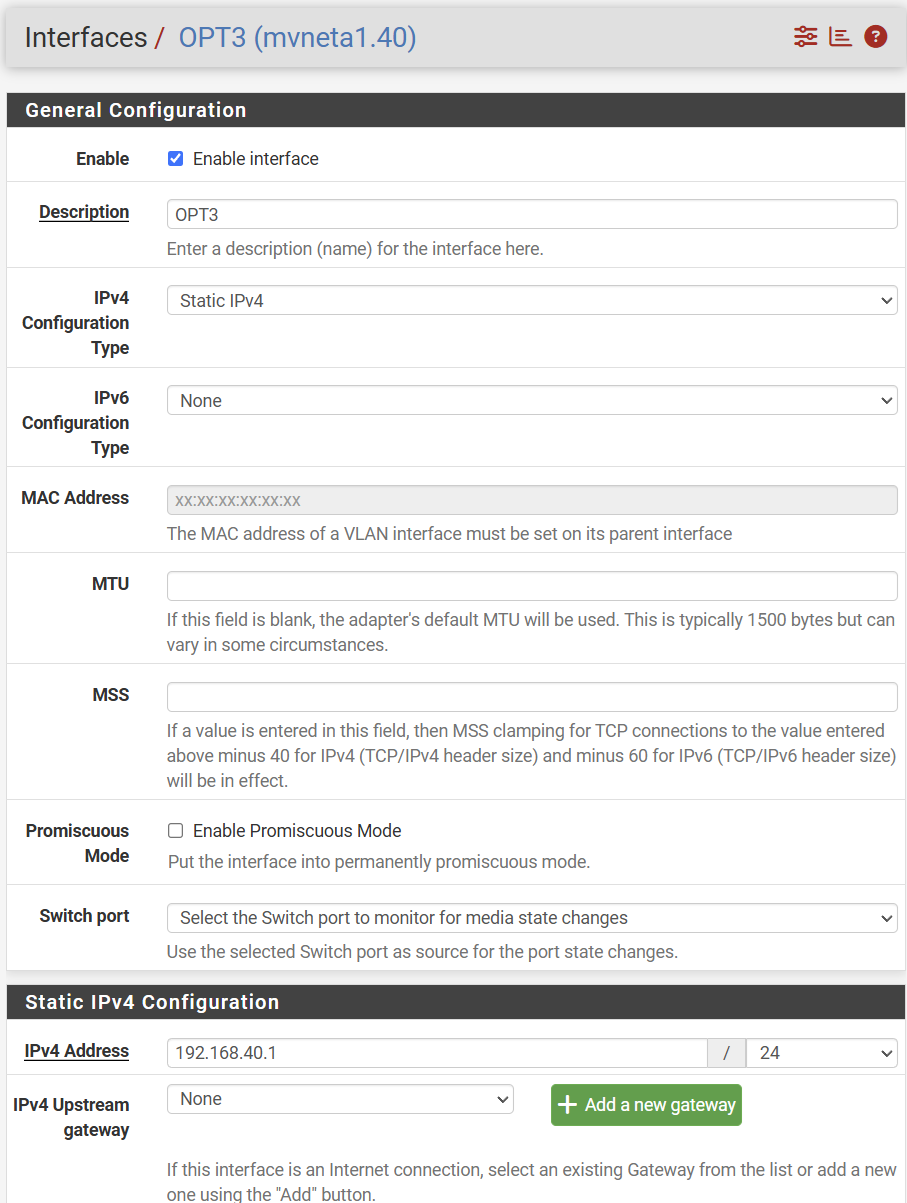 Interfaces / OPT3 (mvneta1.40)
General Configuration
Enable
Enable interface
Description
OPT3
Enter a description (name) for the interface here.
IPv4
Configuration
Type
Static IPv4
IPv6
Configuration
Type
None
MAC Address
xx:xx:xx:xx:xx:xx
The MAC address of a VLAN interface must be set on its parent interface
MTU
If this field is blank, the adapter's default MTU will be used. This is typically 1500 bytes but can
vary in some circumstances.
MSS
If a value is entered in this field, then MSS clamping for TCP connections to the value entered
above minus 40 for IPv4 (TCP/IPv4 header size) and minus 60 for IPv6 (TCP/IPv6 header size)
will be in effect.
Promiscuous
Mode
Enable Promiscuous Mode
Put the interface into permanently promiscuous mode.
Switch port
Select the Switch port to monitor for media state changes
Use the selected Switch port as source for the port state changes.
Static IPv4 Configuration
IPv4 Address
192.168.40.1 / 24
IPv4 Upstream
gateway
None
Add a new gateway
If this interface is an Internet connection, select an existing Gateway from the list or add a new
one using the "Add" button.